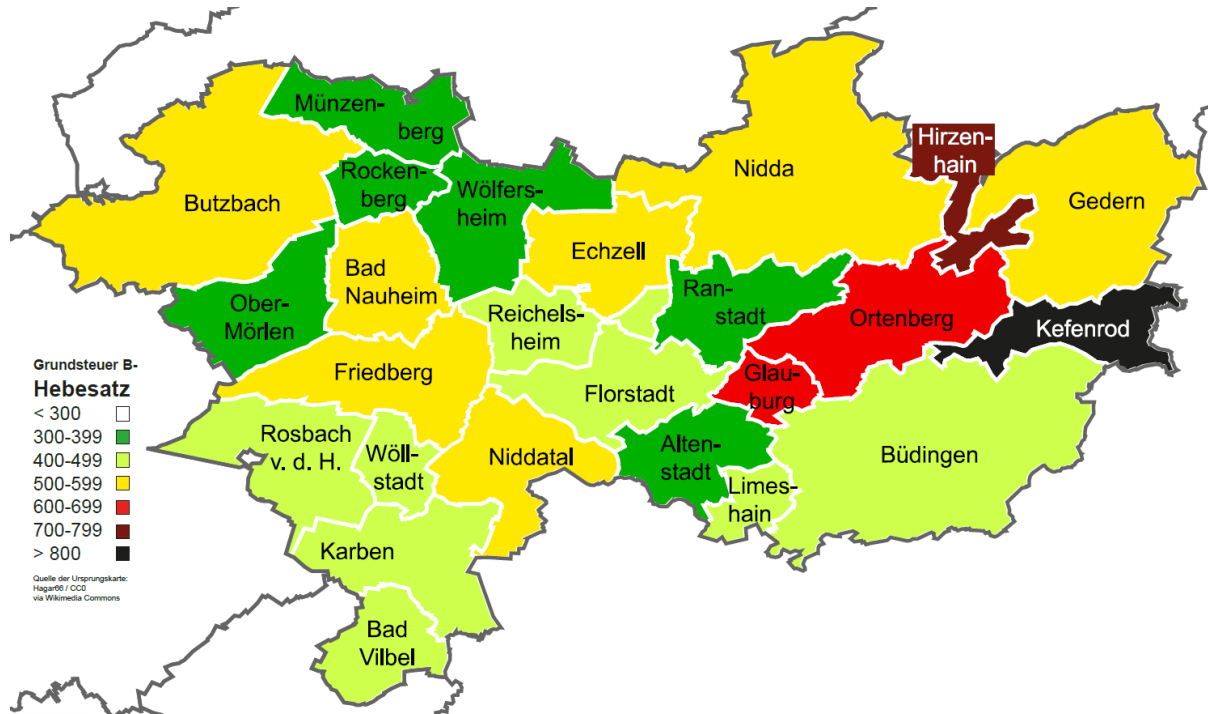 Münzen-
berg
Hirzen-
hain
Rocken-
berg
Wölfers-
heim
Nidda
Butzbach
Gedern
Echzell
Bad
Nauheim
Ran-
stadt
Ober-
Mörlen
Reichels-
heim
Ortenberg
Kefenrod
Friedberg
Glau-
burg
Florstadt
Rosbach
v. d. H.
Wöll-
stadt
Niddatal
Alten-
stadt
Büdingen
Limes-
hain
Karben
Bad
Vilbel
Grundsteuer B-
Hebesatz
< 300
300-399
400-499
500-599
600-699
700-799
> 800
Quelle der Ursprungskarte:
Hagar66 / CC0
via Wikimedia Commons